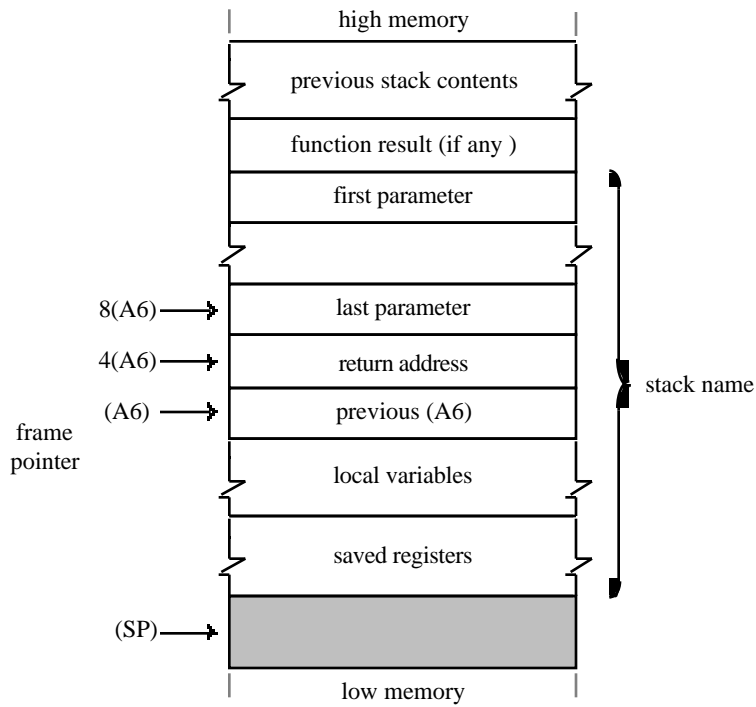 high memory
previous stack contents
function result (if any )
first parameter
8(A6)
last parameter
4(A6)
return address
stack name
(A6)
previous (A6)
frame
pointer
local variables
saved registers
(SP)
low memory